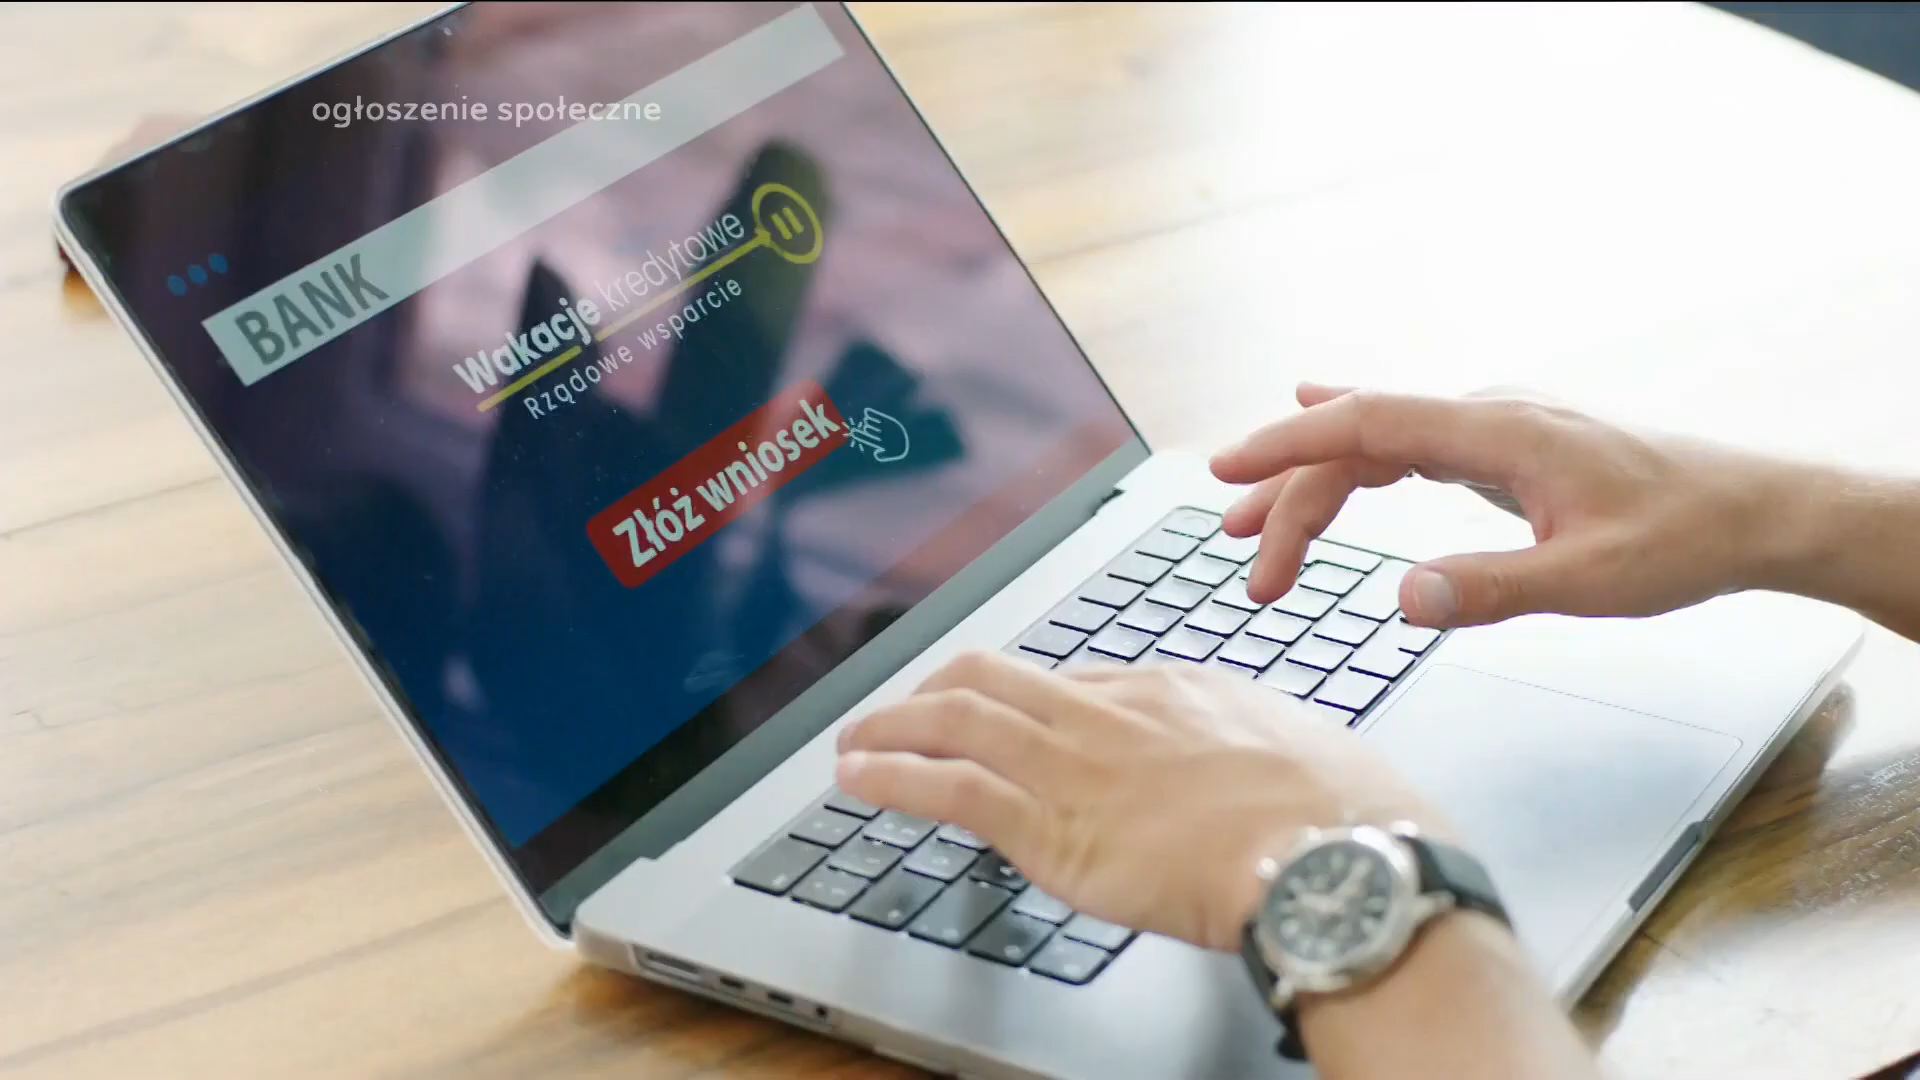 ogłoszenie społeczne
BANK
Wakacje kredytowe
Rządowe wsparcie
Złóż wniosek